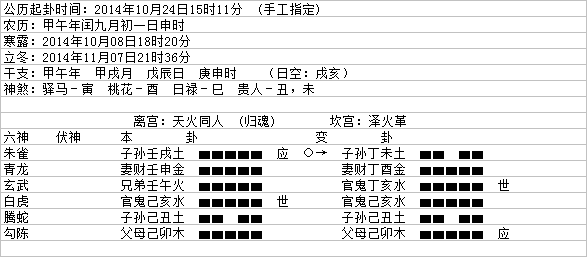 公历起卦时间：2014年10月24日15时11分 （手工指定）
农历：甲午年闰九月初一日申时
寒露：2014年10月08日18时20分
立冬：2014年11月07日21时36分
干支：甲午年 甲戌月 戊辰日 庚申时 （日空：戌亥）
神煞：驿马－寅 桃花－酉 日禄－巳 贵人－丑，未
离宫：天火同人 （归魂） 坎宫：泽火革
六神 伏神 本 卦 变 卦
朱雀 子孙壬戌土 应 ○→ 子孙丁未土
青龙 妻财壬申金 妻财丁酉金
玄武 兄弟壬午火 官鬼丁亥水 世
白虎 官鬼己亥水 世 官鬼己亥水
腾蛇 子孙己丑土 子孙己丑土
勾陈 父母己卯木 父母己卯木 应